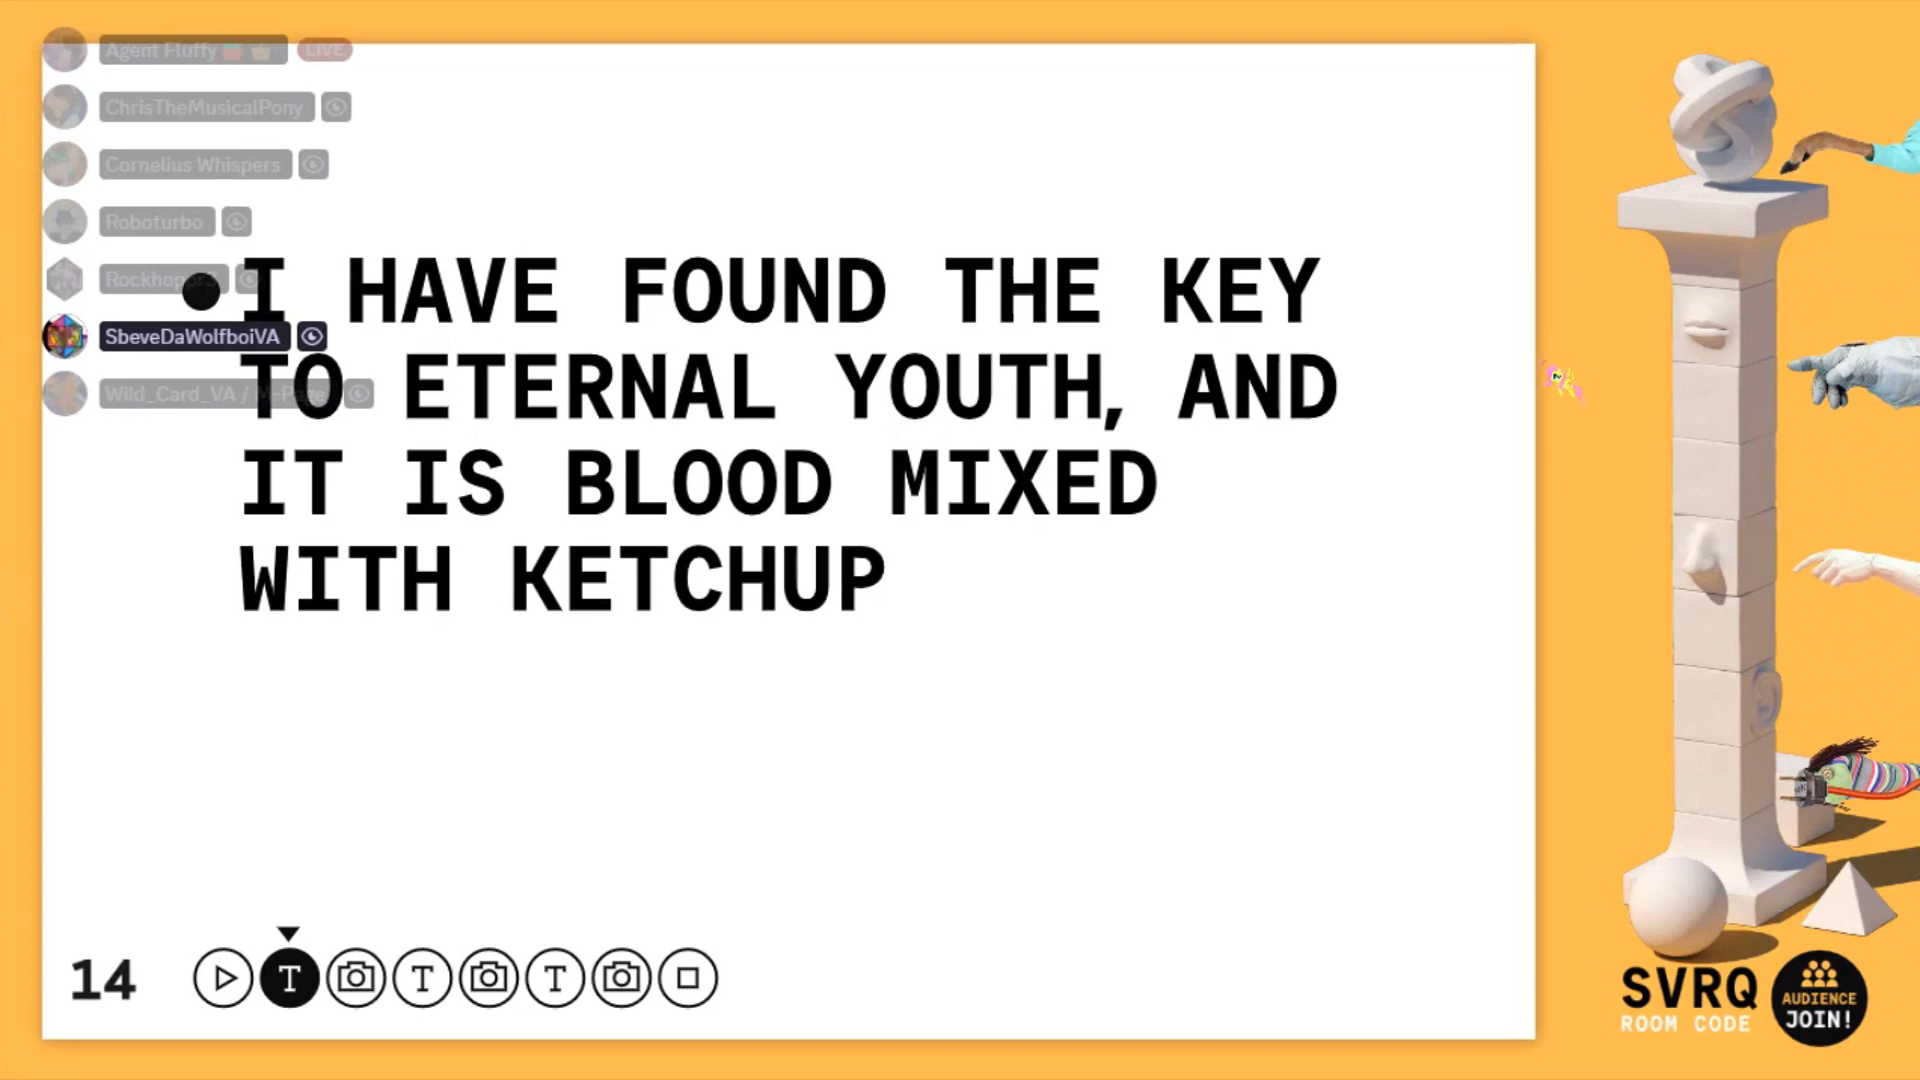 Agent Fluffy
LIVE
ChrisTheMusicalPony
Cornelius Whispers
Roboturbo
SbeveDaWolfboiVA
Wild_Card_VA /
I HAVE FOUND THE KEY
TO ETERNAL YOUTH, AND
IT IS BLOOD MIXED
WITH KETCHUP
14
T
T
T
SVRQ
ROOM CODE
AUDIENCE
JOIN!